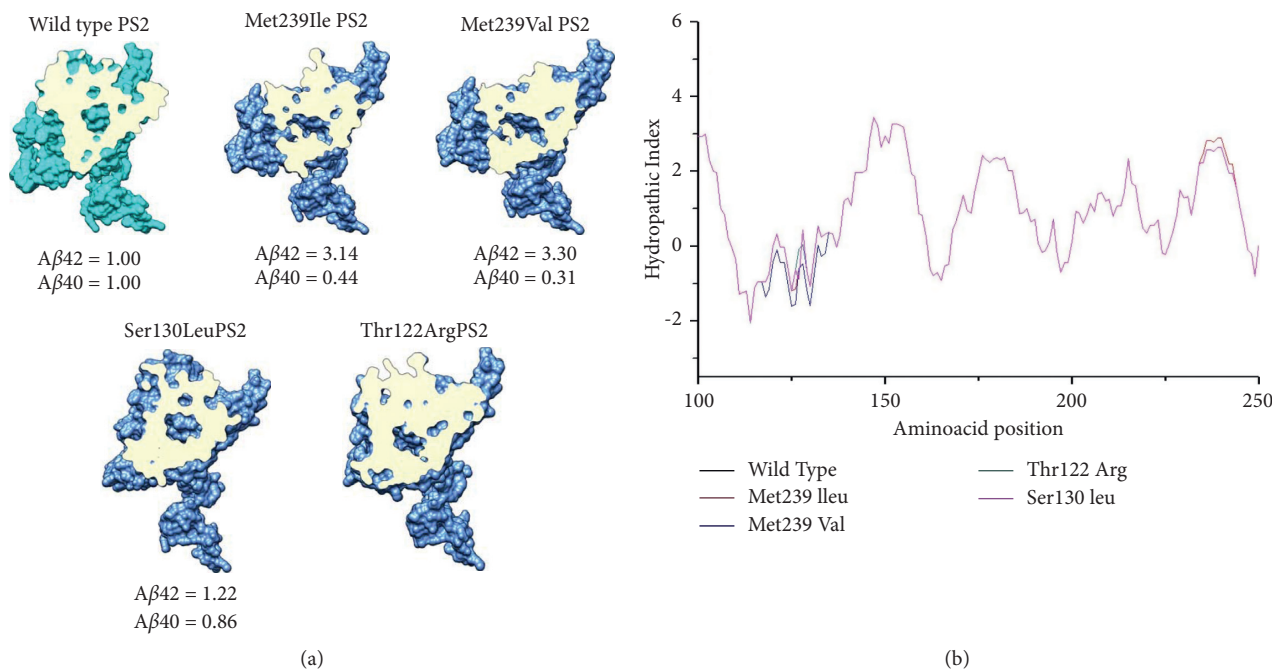 Wild type PS2
Met239Ile PS2
Met239Val PS2
Aβ42 = 1.00
Aβ40 = 1.00
Aβ42 = 3.14
Aβ40 = 0.44
Aβ42 = 3.30
Aβ40 = 0.31
Ser130LeuPS2
Thr122ArgPS2
Aβ42 = 1.22
Aβ40 = 0.86
(a)
Hydropathic Index
6
4
2
0
-2
100
150
200
250
Aminoacid position
Wild Type
Met239 lleu
Met239 Val
Thr122 Arg
Ser130 leu
(b)